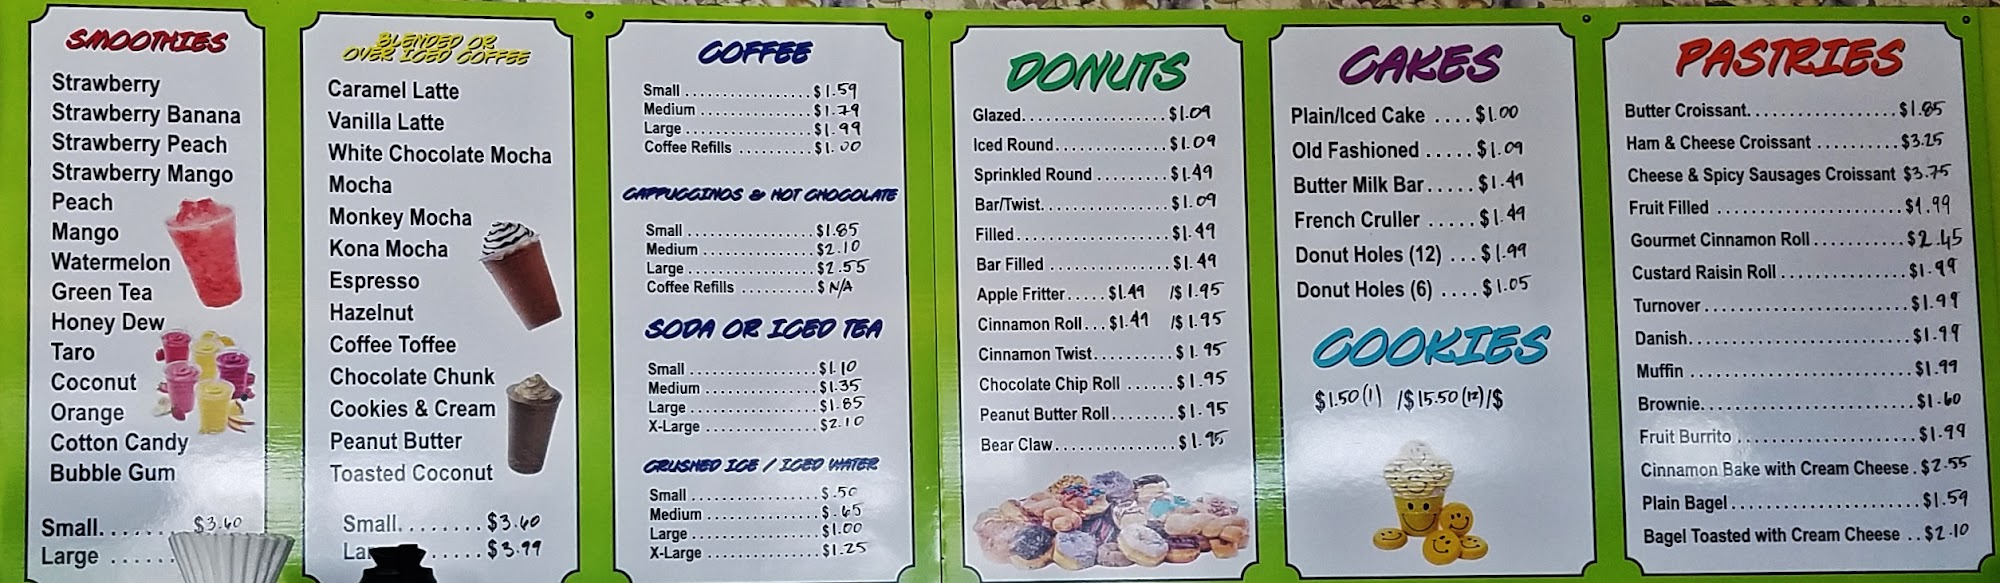 SMOOTHIES
Strawberry
Strawberry Banana
Strawberry Peach
Strawberry Mango
Peach
Mango
Watermelon
Green Tea
Honey Dew
Taro
Coconut
Orange
Cotton Candy
Bubble Gum
Small. . . . . . $3.60
Large . . . . . .
BLENDED OR
OVER ICED COFFEE
Caramel Latte
Vanilla Latte
White Chocolate Mocha
Mocha
Monkey Mocha
Kona Mocha
Espresso
Hazelnut
Coffee Toffee
Chocolate Chunk
Cookies & Cream
Peanut Butter
Toasted Coconut
Small. . . . . . . . $3.60
. . . . . $3.99
COFFEE
Small . . . . . . . . . . . . . . . . . $1.59
Medium . . . . . . . . . . . . . . . $1.79
Large . . . . . . . . . . . . . . . . . $1.99
Coffee Refills . . . . . . . . . . $1.00
CAPPUCCINOS & HOT CHOCOLATE
Small . . . . . . . . . . . . . . . . . $1.85
Medium . . . . . . . . . . . . . . . $2.10
Large . . . . . . . . . . . . . . . . . $2.55
Coffee Refills . . . . . . . . . . $ N/A
SODA OR ICED TEA
Small . . . . . . . . . . . . . . . . . $1.10
Medium . . . . . . . . . . . . . . . $1.35
Large . . . . . . . . . . . . . . . . . $1.85
X-Large . . . . . . . . . . . . . . . $2.10
CRUSHED ICE / ICED WATER
Small . . . . . . . . . . . . . . . . . $.50
Medium . . . . . . . . . . . . . . . $.65
Large . . . . . . . . . . . . . . . . . $1.00
X-Large . . . . . . . . . . . . . . . $1.25
DONUTS
Glazed. . . . . . . . . . . . . . . . . $1.09
Iced Round. . . . . . . . . . . . . $1.09
Sprinkled Round . . . . . . . . . $1.49
Bar/Twist. . . . . . . . . . . . . . . $1.09
Filled . . . . . . . . . . . . . . . . . . $1.49
Bar Filled . . . . . . . . . . . . . . $1.49
Apple Fritter. . . . . $1.49 /$1.95
Cinnamon Roll. . . $1.49 /$1.95
Cinnamon Twist. . . . . . . . . . $1.95
Chocolate Chip Roll . . . . . . $1.95
Peanut Butter Roll. . . . . . . . $1.95
Bear Claw. . . . . . . . . . . . . . . $1.95
CAKES
Plain/Iced Cake . . . . $1.00
Old Fashioned . . . . . $1.09
Butter Milk Bar. . . . . $1.49
French Cruller . . . . . $1.49
Donut Holes (12) . . . $1.99
Donut Holes (6) . . . . $1.05
COOKIES
$1.50(1) /$15.50(12)/$
PASTRIES
Butter Croissant. . . . . . . . . . . . . . . . . $1.85
Ham & Cheese Croissant . . . . . . . . . . $3.25
Cheese & Spicy Sausages Croissant $3.75
Fruit Filled . . . . . . . . . . . . . . . . . . . . . $1.99
Gourmet Cinnamon Roll . . . . . . . . . . $2.45
Custard Raisin Roll . . . . . . . . . . . . . . $1.99
Turnover . . . . . . . . . . . . . . . . . . . . . . . $1.99
Danish. . . . . . . . . . . . . . . . . . . . . . . . . $1.99
Muffin . . . . . . . . . . . . . . . . . . . . . . . . . $1.99
Brownie. . . . . . . . . . . . . . . . . . . . . . . . $1.60
Fruit Burrito . . . . . . . . . . . . . . . . . . . . $1.99
Cinnamon Bake with Cream Cheese . $2.55
Plain Bagel . . . . . . . . . . . . . . . . . . . . . $1.59
Bagel Toasted with Cream Cheese . . $2.10